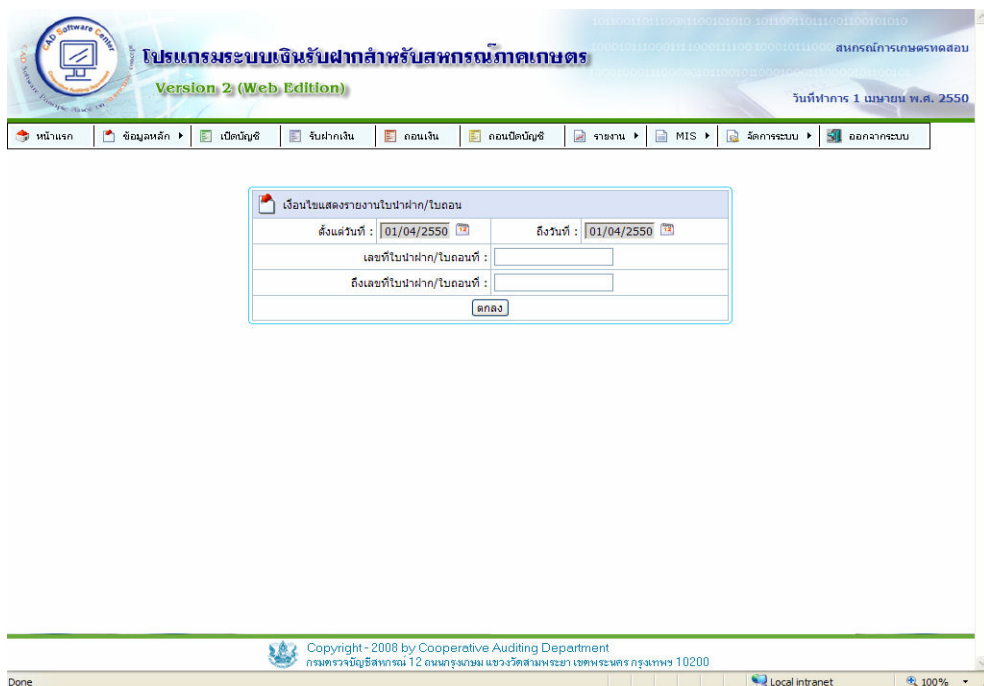 CAD Software Center
โปรแกรมระบบเงินรับฝากสำหรับสหกรณ์ภาคเกษตร
Version 2 (Web Edition)
สหกรณ์การเกษตรทดสอบ
วันที่ทำการ 1 เมษายน พ.ศ. 2550
หน้าแรก ข้อมูลหลัก เปิดบัญชี รับฝากเงิน ถอนเงิน ถอนปิดบัญชี รายงาน MIS จัดการระบบ ออกจากระบบ
เงื่อนไขแสดงรายงานใบนำฝาก/ใบถอน
ตั้งแต่วันที่ : 01/04/2550 ถึงวันที่ : 01/04/2550
เลขที่ใบนำฝาก/ใบถอนที่ :
ถึงเลขที่ใบนำฝาก/ใบถอนที่ :
ตกลง
Copyright - 2008 by Cooperative Auditing Department
กรมตรวจบัญชีสหกรณ์ 12 ถนนกรุงเกษม แขวงวัดสามพระยา เขตพระนคร กรุงเทพฯ 10200
Done Local intranet 100%